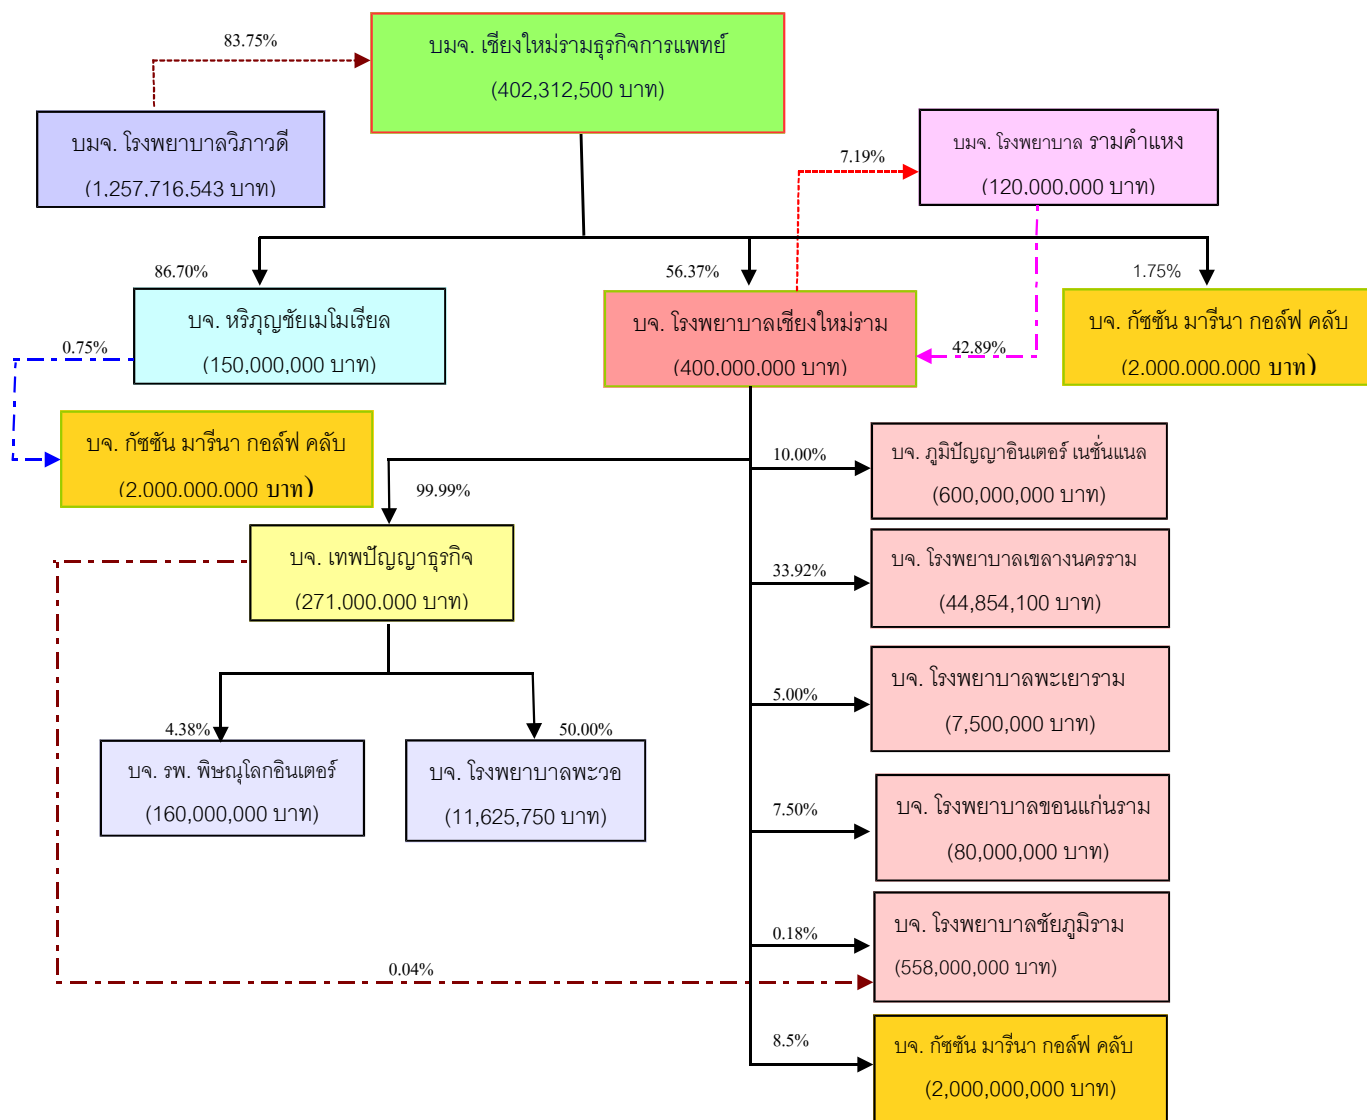 83.75%
บมจ. เชียงใหม่รามธุรกิจการแพทย์
(402,312,500 บาท)
บมจ. โรงพยาบาลวิภาวดี
(1,257,716,543 บาท)
7.19%
บมจ. โรงพยาบาล รามคำแหง
(120,000,000 บาท)
86.70%
56.37%
1.75%
บจ. หริภุญชัยเมโมเรียล
(150,000,000 บาท)
บจ. โรงพยาบาลเชียงใหม่ราม
(400,000,000 บาท)
บจ. กัซซัน มารีนา กอล์ฟ คลับ
(2,000,000,000 บาท)
0.75%
42.89%
บจ. กัซซัน มารีนา กอล์ฟ คลับ
(2,000,000,000 บาท)
99.99%
10.00%
บจ. ภูมิปัญญาอินเตอร์ เนชั่นแนล
(600,000,000 บาท)
บจ. เทพปัญญาธุรกิจ
(271,000,000 บาท)
33.92%
บจ. โรงพยาบาลเขลางนครราม
(44,854,100 บาท)
5.00%
บจ. โรงพยาบาลพะเยาราม
(7,500,000 บาท)
4.38%
50.00%
บจ. รพ. พิษณุโลกอินเตอร์
(160,000,000 บาท)
บจ. โรงพยาบาลพะวอ
(11,625,750 บาท)
7.50%
บจ. โรงพยาบาลขอนแก่นราม
(80,000,000 บาท)
0.18%
บจ. โรงพยาบาลชัยภูมิราม
(558,000,000 บาท)
0.04%
8.5%
บจ. กัซซัน มารีนา กอล์ฟ คลับ
(2,000,000,000 บาท)